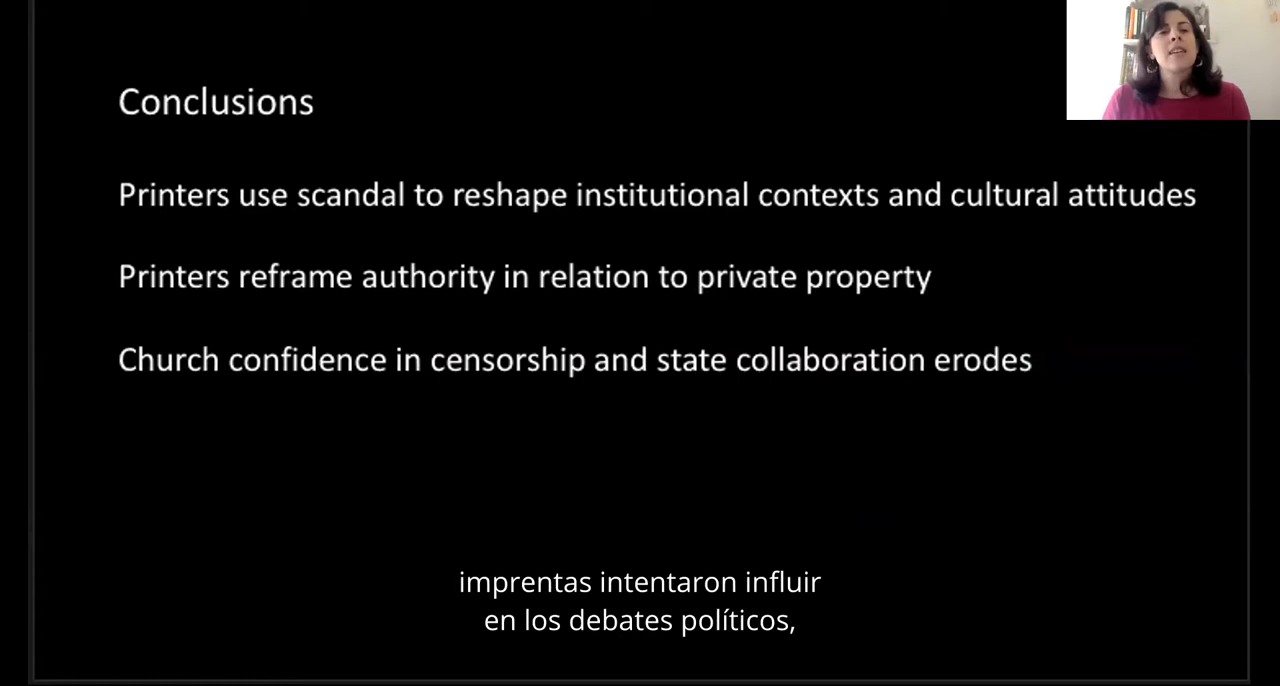 Conclusions
Printers use scandal to reshape institutional contexts and cultural attitudes
Printers reframe authority in relation to private property
Church confidence in censorship and state collaboration erodes
imprentas intentaron influir
en los debates políticos,